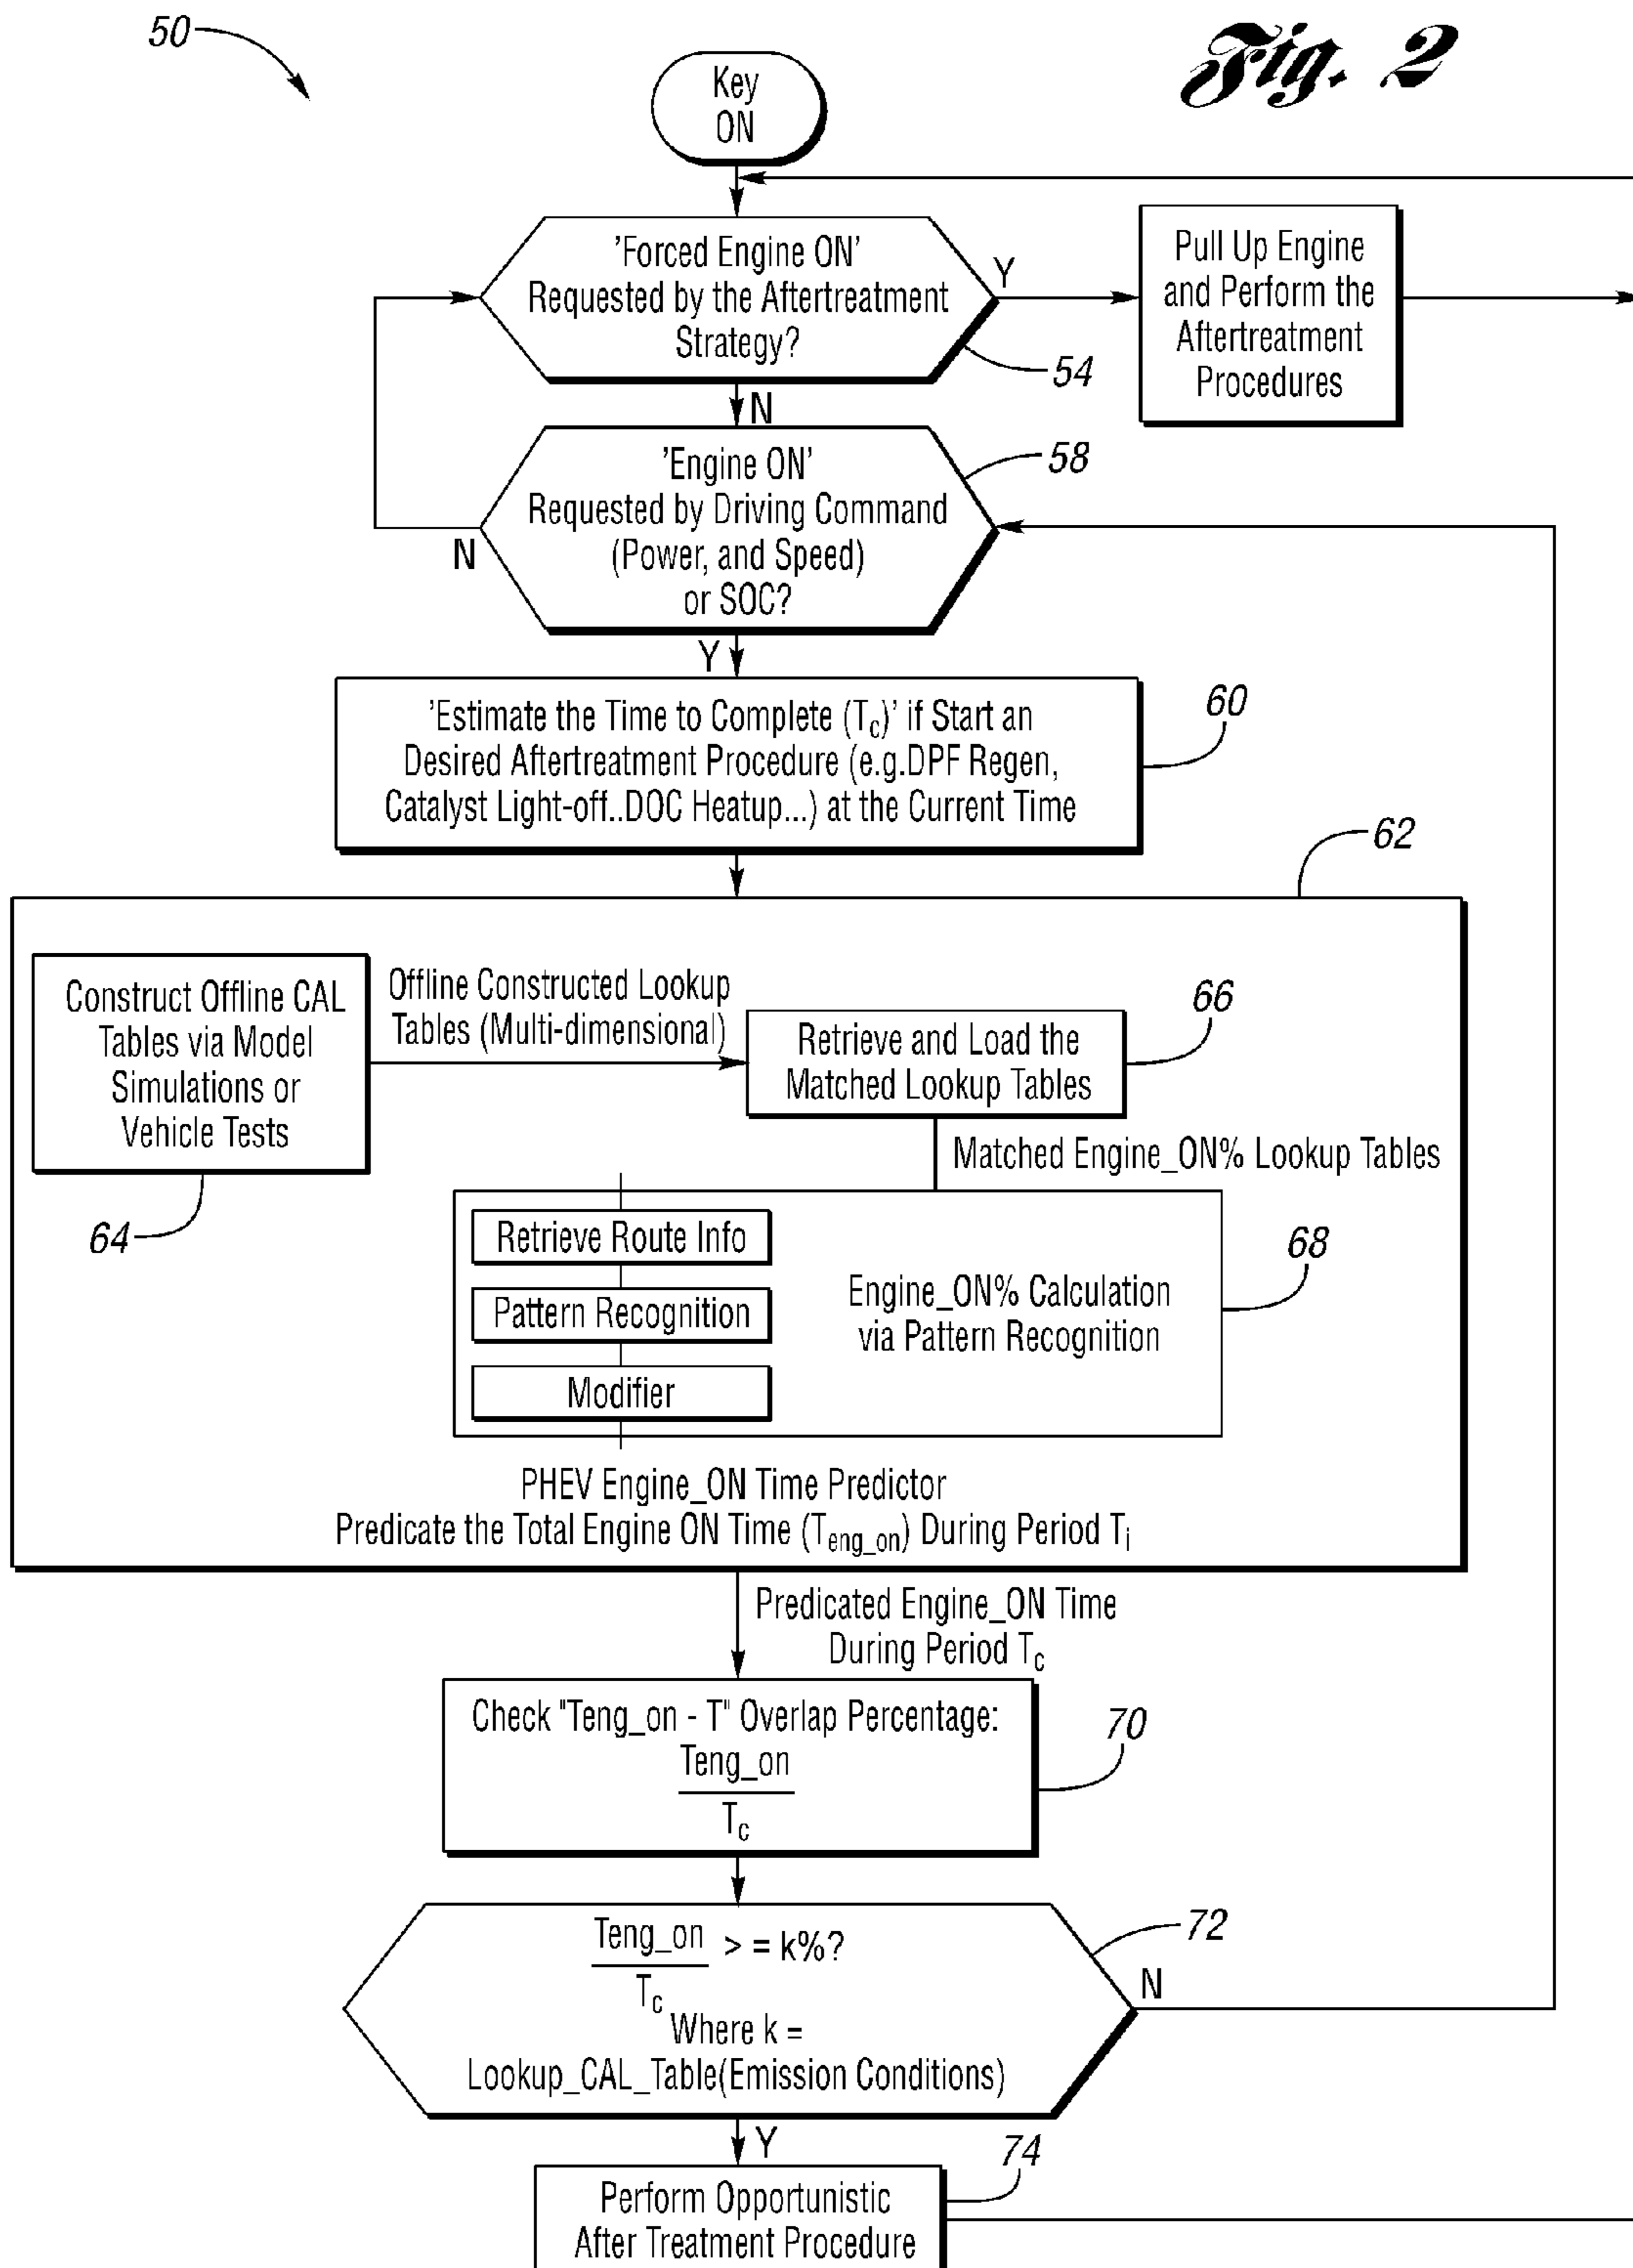 50
Fig. 2
Key
ON
'Forced Engine ON'
Requested by the Aftertreatment
Strategy?
Y
54
N
Pull Up Engine
and Perform the
Aftertreatment
Procedures
'Engine ON'
Requested by Driving Command
(Power, and Speed)
or SOC?
58
N
Y
'Estimate the Time to Complete (Tc)' if Start an
Desired Aftertreatment Procedure (e.g.DPF Regen,
Catalyst Light-off..DOC Heatup...) at the Current Time
60
62
Construct Offline CAL
Tables via Model
Simulations or
Vehicle Tests
64
Offline Constructed Lookup
Tables (Multi-dimensional)
Retrieve and Load the
Matched Lookup Tables
66
Matched Engine_ON% Lookup Tables
Retrieve Route Info
Pattern Recognition
Modifier
Engine_ON% Calculation
via Pattern Recognition
68
PHEV Engine_ON Time Predictor
Predicate the Total Engine ON Time (Teng_on) During Period Ti
Predicated Engine_ON Time
During Period Tc
Check "Teng_on - T" Overlap Percentage:
Teng_on
Tc
70
Teng_on > = k%?
Tc
Where k =
Lookup_CAL_Table(Emission Conditions)
72
N
Y
Perform Opportunistic
After Treatment Procedure
74